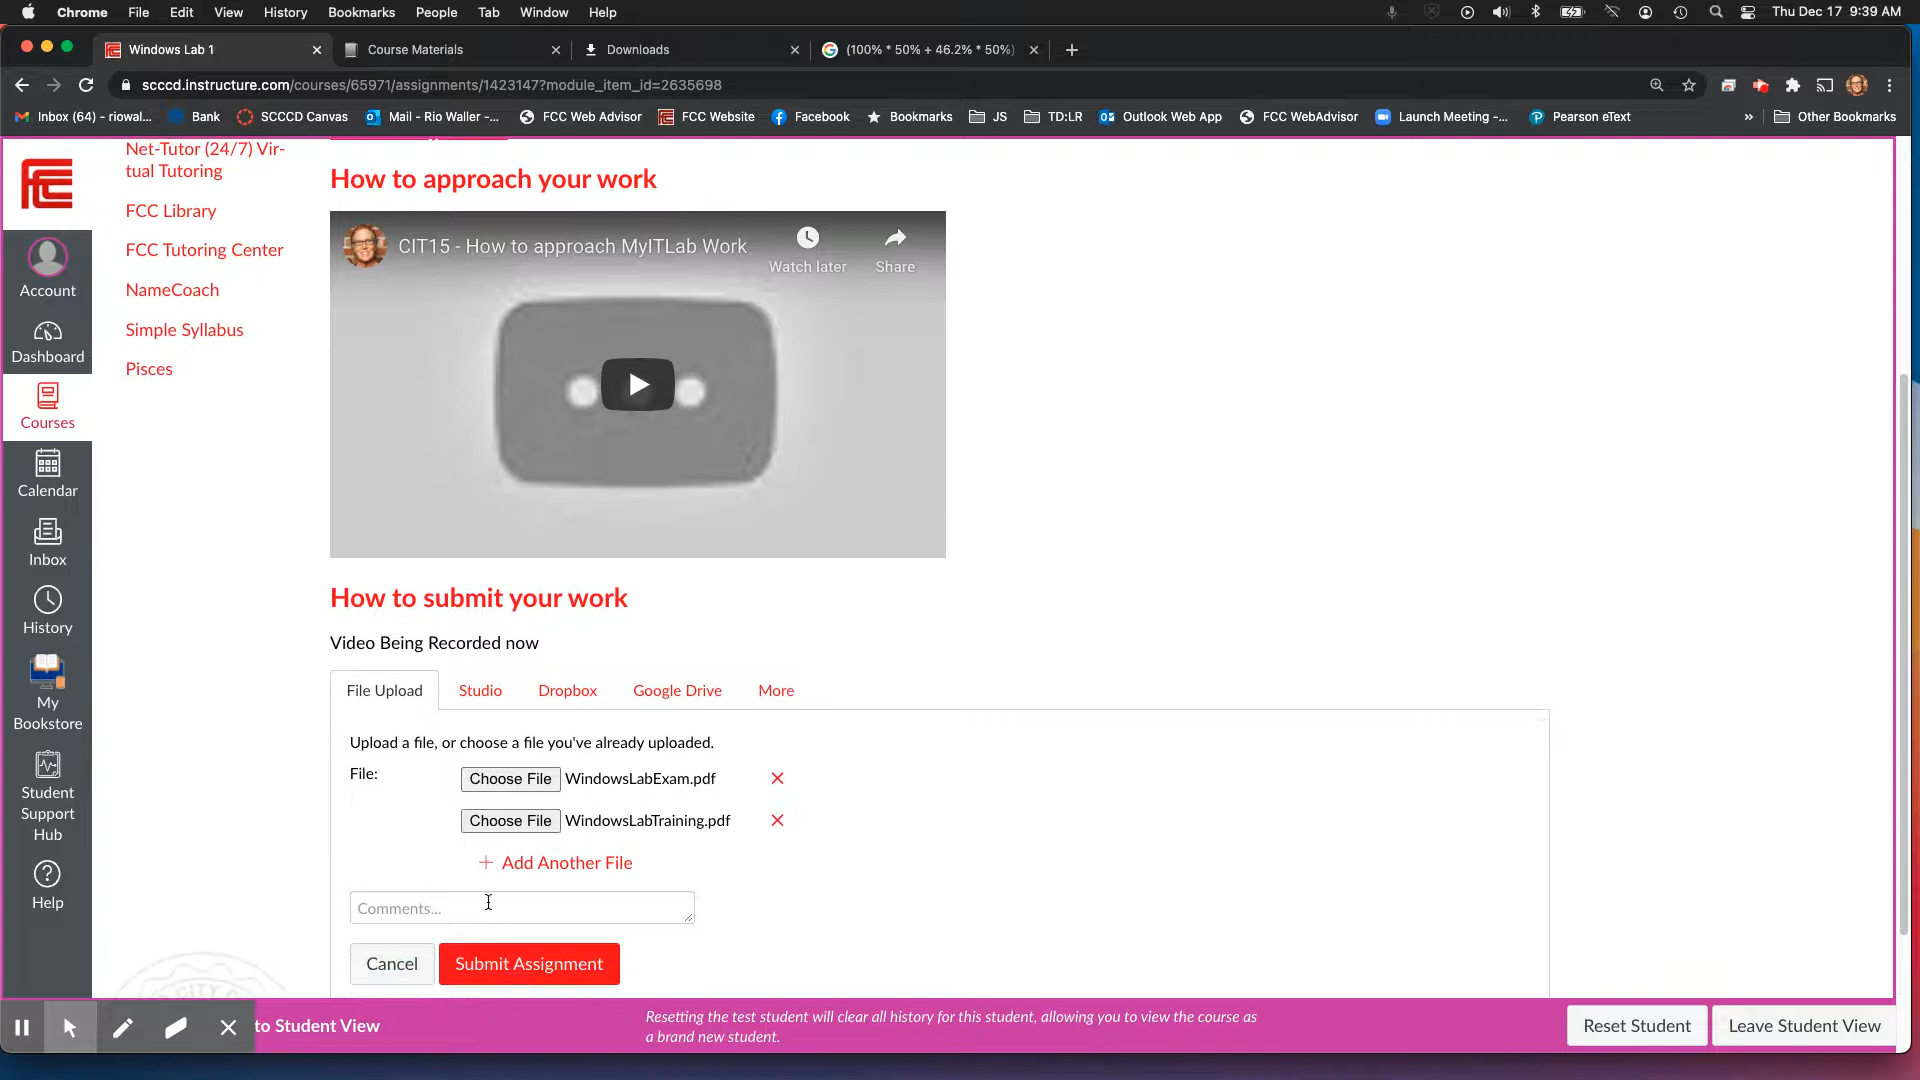 Chrome File Edit View History Bookmarks People Tab Window Help Thu Dec 17 9:39 AM
Windows Lab 1 Course Materials Downloads (100% * 50% + 46.2% * 50%)
scccd.instructure.com/courses/65971/assignments/1423147?module_item_id=2635698
Inbox (64) - riowal... Bank SCCCD Canvas Mail - Rio Waller -... FCC Web Advisor FCC Website Facebook Bookmarks JS TD:LR Outlook Web App FCC WebAdvisor Launch Meeting -... Pearson eText » Other Bookmarks
FCC
Account
Dashboard
Courses
Calendar
Inbox
History
My
Bookstore
Student
Support
Hub
Help
Net-Tutor (24/7) Vir-
tual Tutoring
FCC Library
FCC Tutoring Center
NameCoach
Simple Syllabus
Pisces
How to approach your work
CIT15 - How to approach MyITLab Work
Watch later
Share
How to submit your work
Video Being Recorded now
File Upload Studio Dropbox Google Drive More
Upload a file, or choose a file you've already uploaded.
File: Choose File WindowsLabExam.pdf
Choose File WindowsLabTraining.pdf
+ Add Another File
Comments...
Cancel Submit Assignment
to Student View
Resetting the test student will clear all history for this student, allowing you to view the course as
a brand new student.
Reset Student Leave Student View